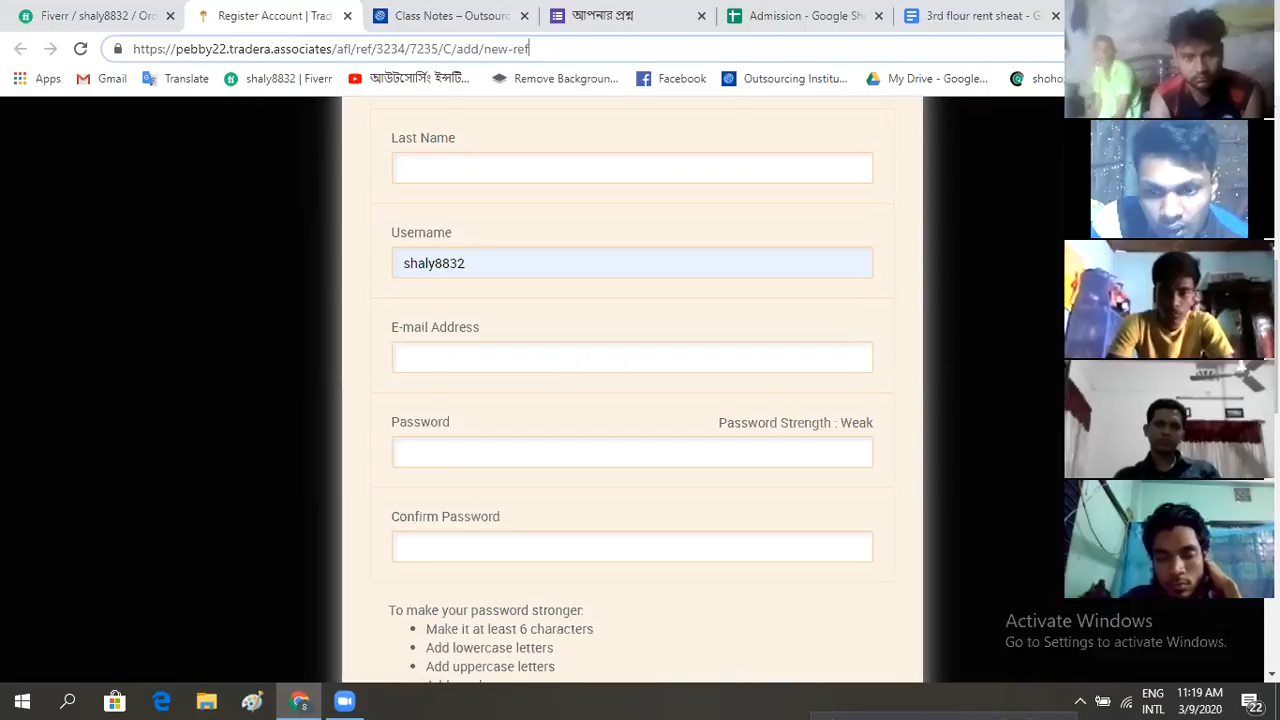 Fiverr / shaly8832 / Or
Register Account | Trad
Class Notes - Outsourc
আপনার প্রশ্ন
Admission - Google Sh
3rd flour rent sheat - G
https://pebby22.tradera.associates/afl/ref/3234/7235/C/add/new-ref
Apps
Gmail
Translate
shaly8832 | Fiverr
আউটসোর্সিং ইন্সটি...
Remove Backgroun...
Facebook
Outsourcing Institu...
My Drive - Google...
shoho
Last Name
Username
shaly8832
E-mail Address
Password
Password Strength : Weak
Confirm Password
To make your password stronger:
Make it at least 6 characters
Add lowercase letters
Add uppercase letters
Activate Windows
Go to Settings to activate Windows.
ENG
INTL
11:19 AM
3/9/2020
22